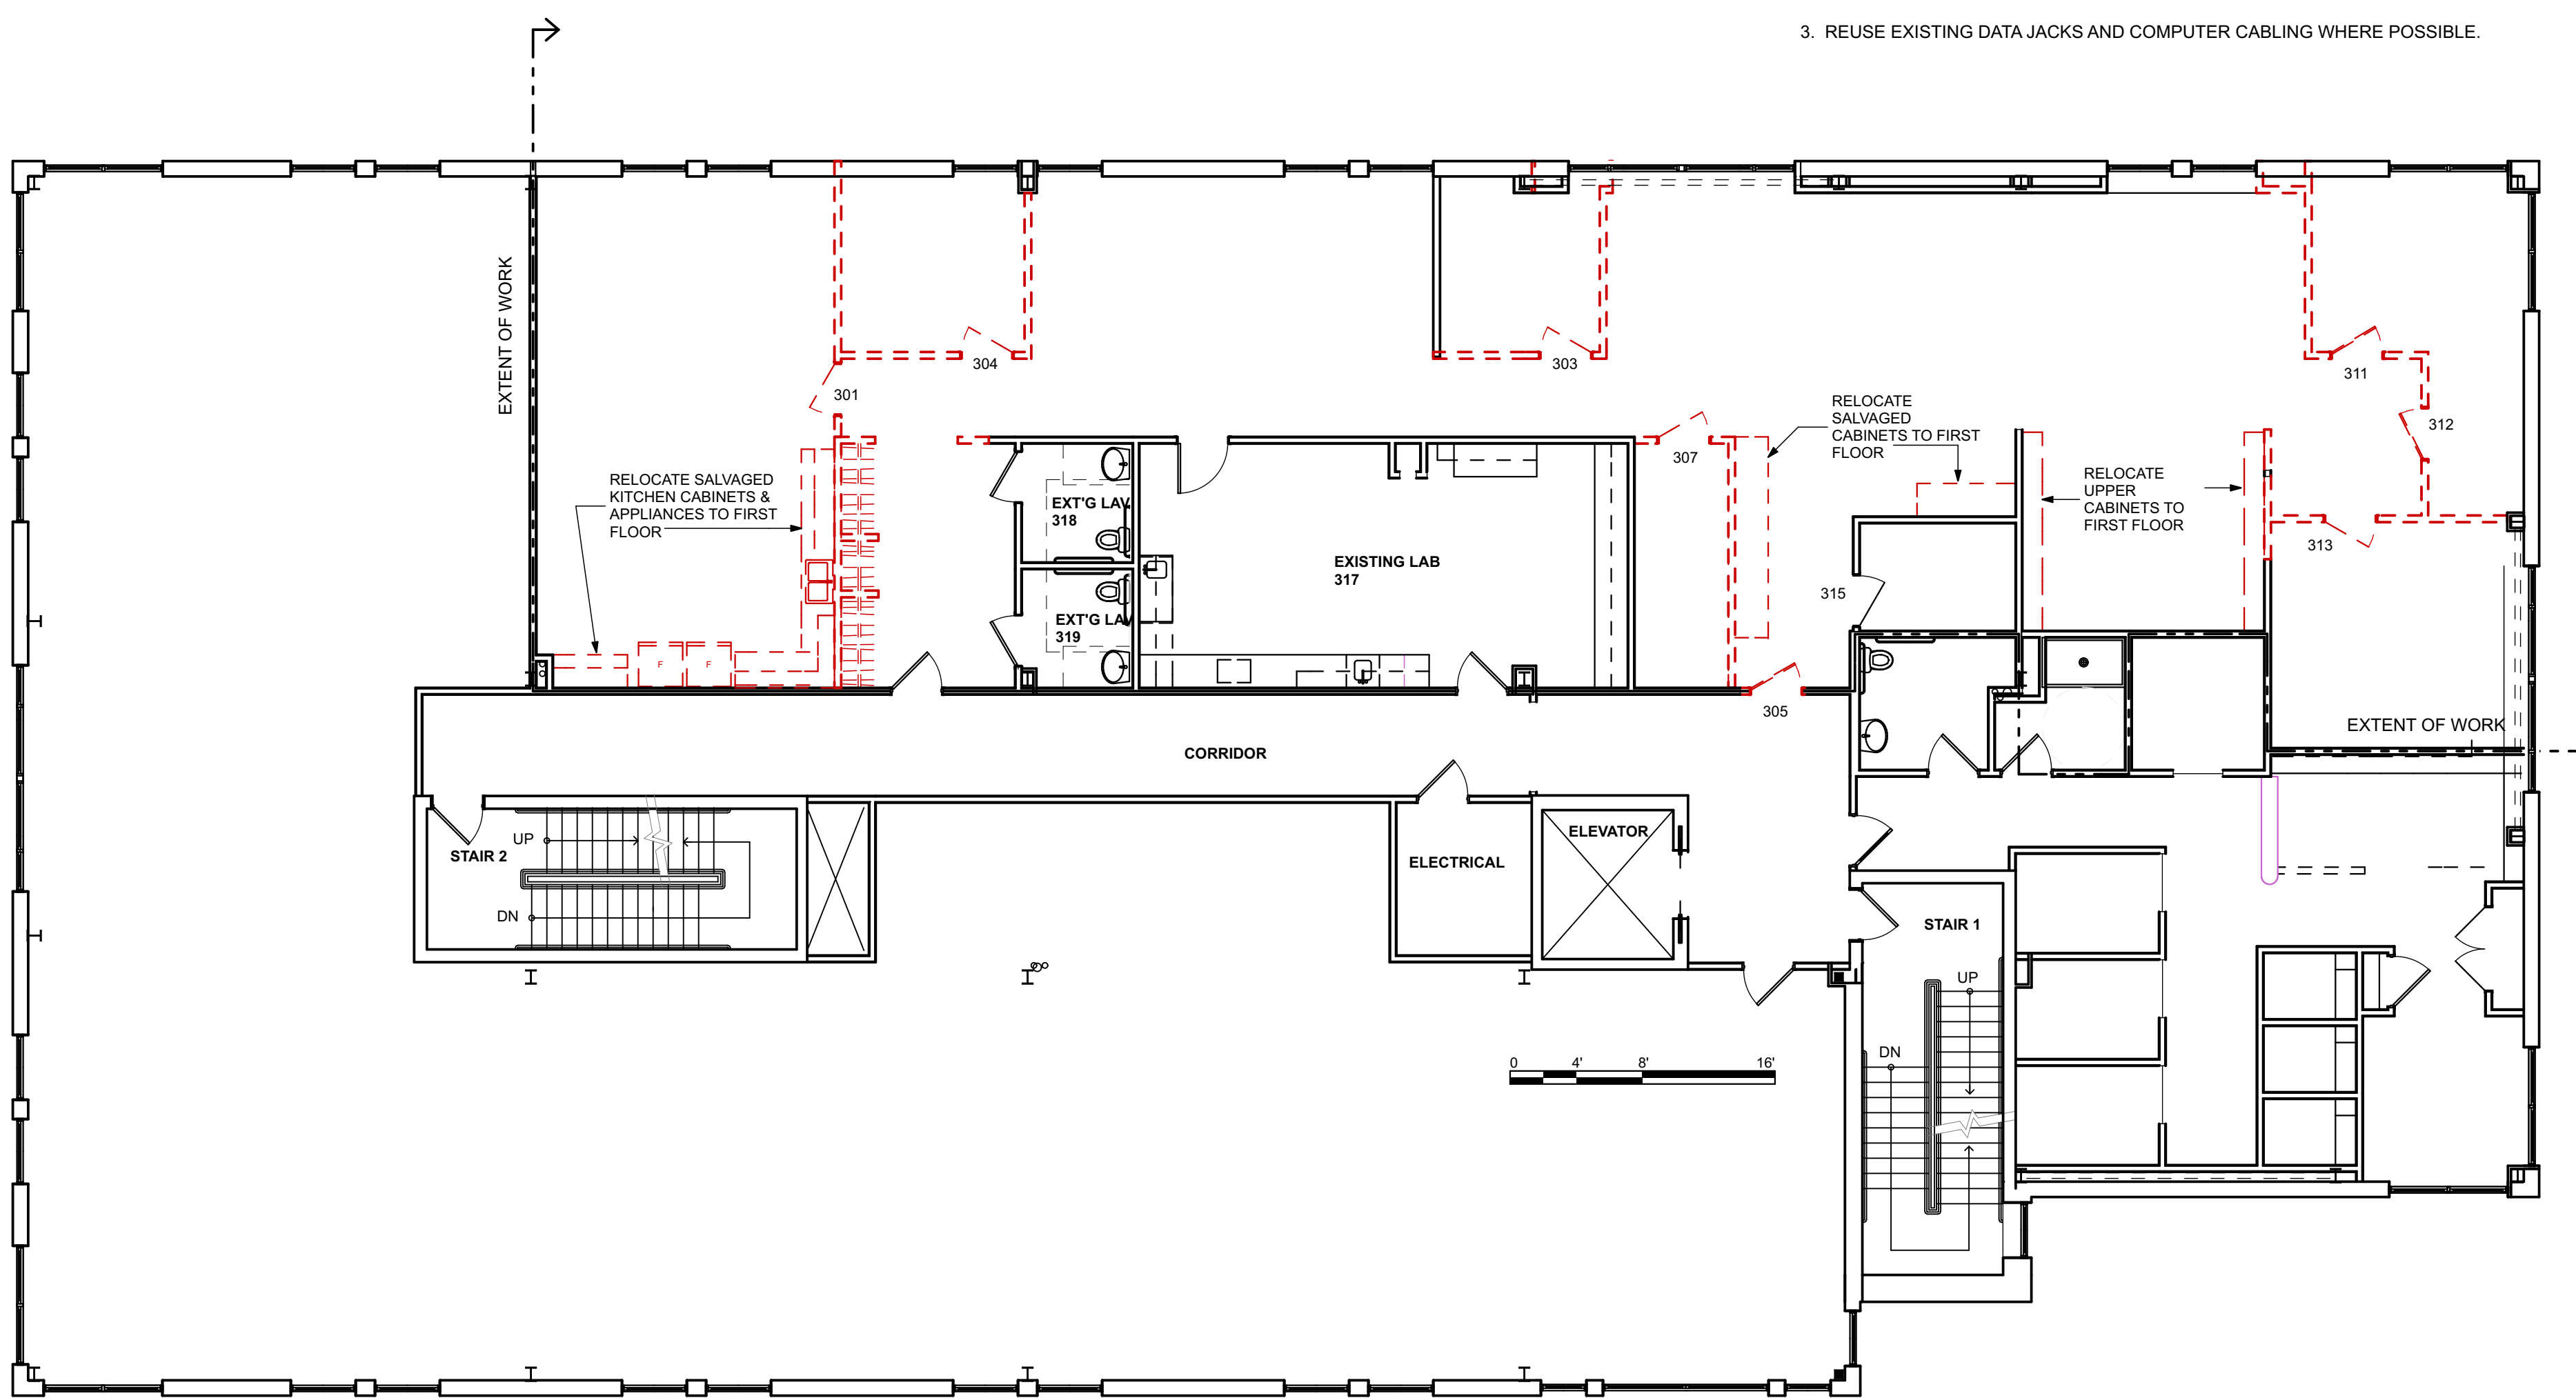 3. REUSE EXISTING DATA JACKS AND COMPUTER CABLING WHERE POSSIBLE.
EXTENT OF WORK
304
303
311
301
312
RELOCATE
SALVAGED
CABINETS TO FIRST
FLOOR
307
RELOCATE SALVAGED
KITCHEN CABINETS &
APPLIANCES TO FIRST
FLOOR
EXT'G LAV
318
RELOCATE
UPPER
CABINETS TO
FIRST FLOOR
313
EXISTING LAB
317
315
EXT'G LAV
319
F
F
305
EXTENT OF WORK
CORRIDOR
UP
STAIR 2
DN
ELEVATOR
ELECTRICAL
STAIR 1
UP
DN
0 4' 8' 16'